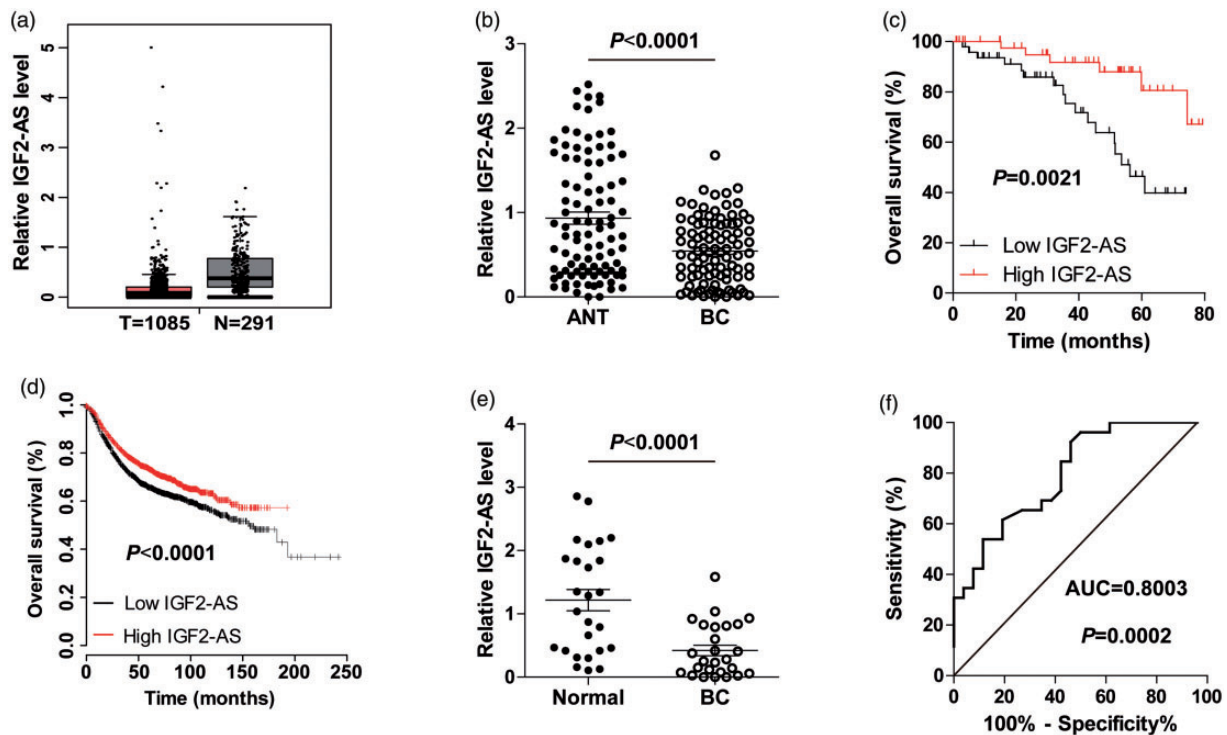 (a)
Relative IGF2-AS level
5
4
3
2
1
0
T=1085 N=291
(b)
P<0.0001
Relative IGF2-AS level
3
2
1
0
ANT BC
(c)
Overall survival (%)
100
80
60
40
20
0
P=0.0021
Low IGF2-AS
High IGF2-AS
0 20 40 60 80
Time (months)
(d)
Overall survival (%)
1.0
0.8
0.6
0.4
0.2
0.0
P<0.0001
Low IGF2-AS
High IGF2-AS
0 50 100 150 200 250
Time (months)
(e)
P<0.0001
Relative IGF2-AS level
4
3
2
1
0
Normal BC
(f)
Sensitivity (%)
100
80
60
40
20
0
AUC=0.8003
P=0.0002
0 20 40 60 80 100
100% - Specificity%